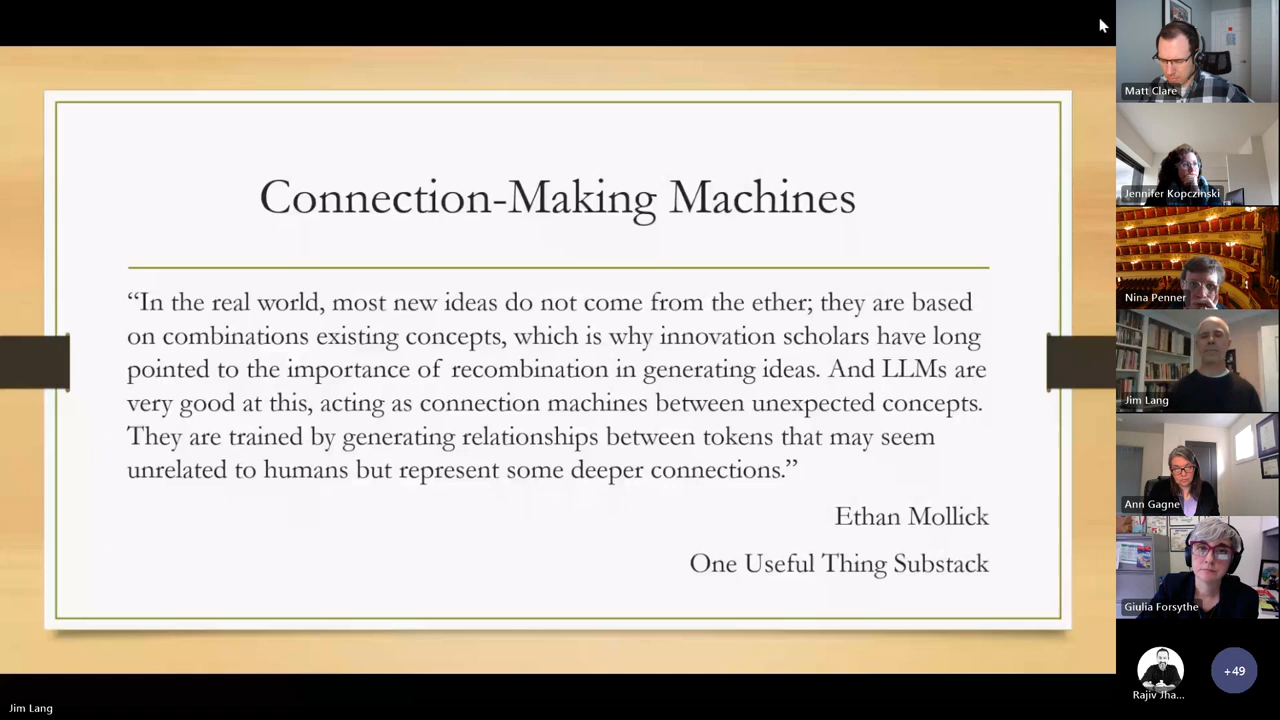 Connection-Making Machines
“In the real world, most new ideas do not come from the ether; they are based
on combinations existing concepts, which is why innovation scholars have long
pointed to the importance of recombination in generating ideas. And LLMs are
very good at this, acting as connection machines between unexpected concepts.
They are trained by generating relationships between tokens that may seem
unrelated to humans but represent some deeper connections.”
Ethan Mollick
One Useful Thing Substack
Matt Clare
Jennifer Kopczinski
Nina Penner
Jim Lang
Ann Gagne
Giulia Forsythe
Rajiv Jha...
+49
Jim Lang